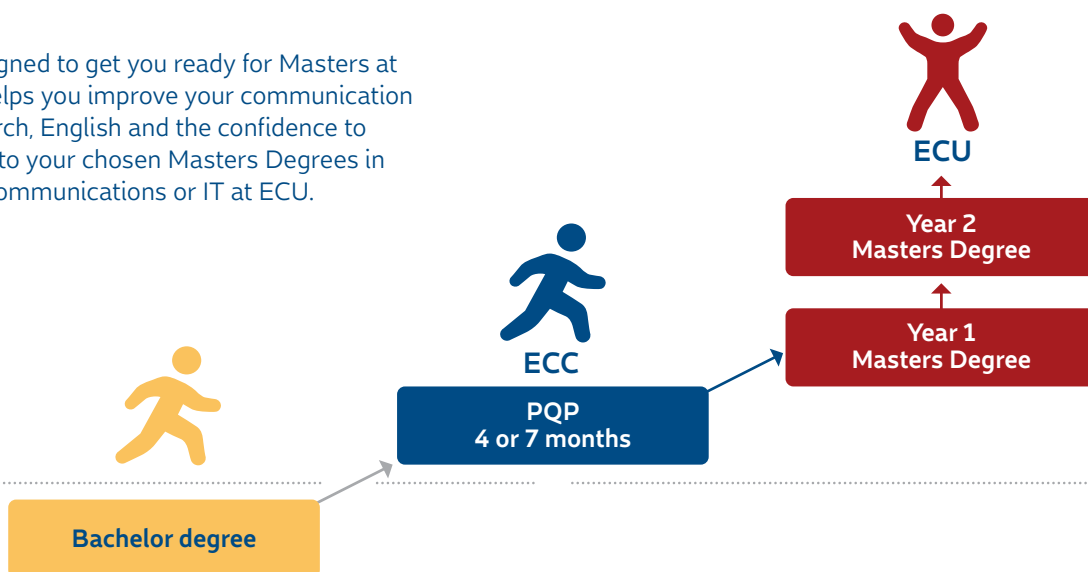 gned to get you ready for Masters at
elps you improve your communication
rch, English and the confidence to
to your chosen Masters Degrees in
ommunications or IT at ECU.
ECU
Year 2
Masters Degree
Year 1
Masters Degree
ECC
PQP
4 or 7 months
Bachelor degree